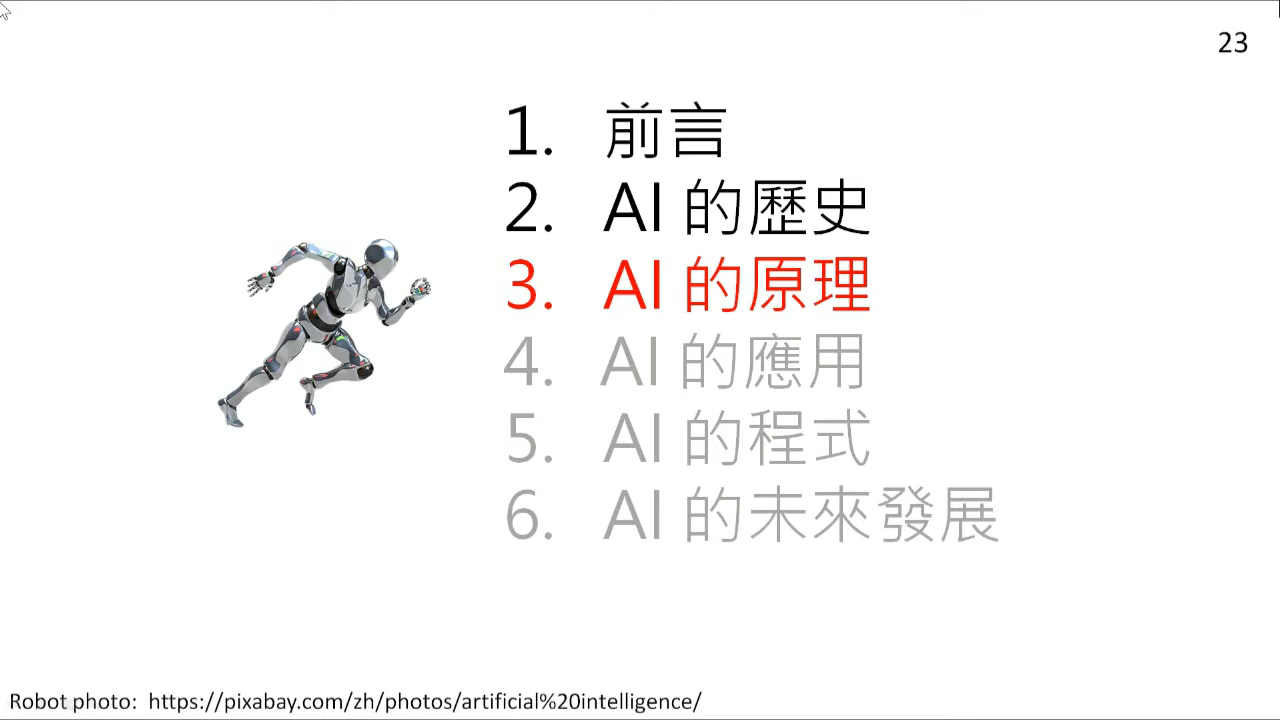 23
1. 前言
2. AI 的歷史
3. AI 的原理
4. AI 的應用
5. AI 的程式
6. AI 的未來發展
Robot photo: https://pixabay.com/zh/photos/artificial%20intelligence/